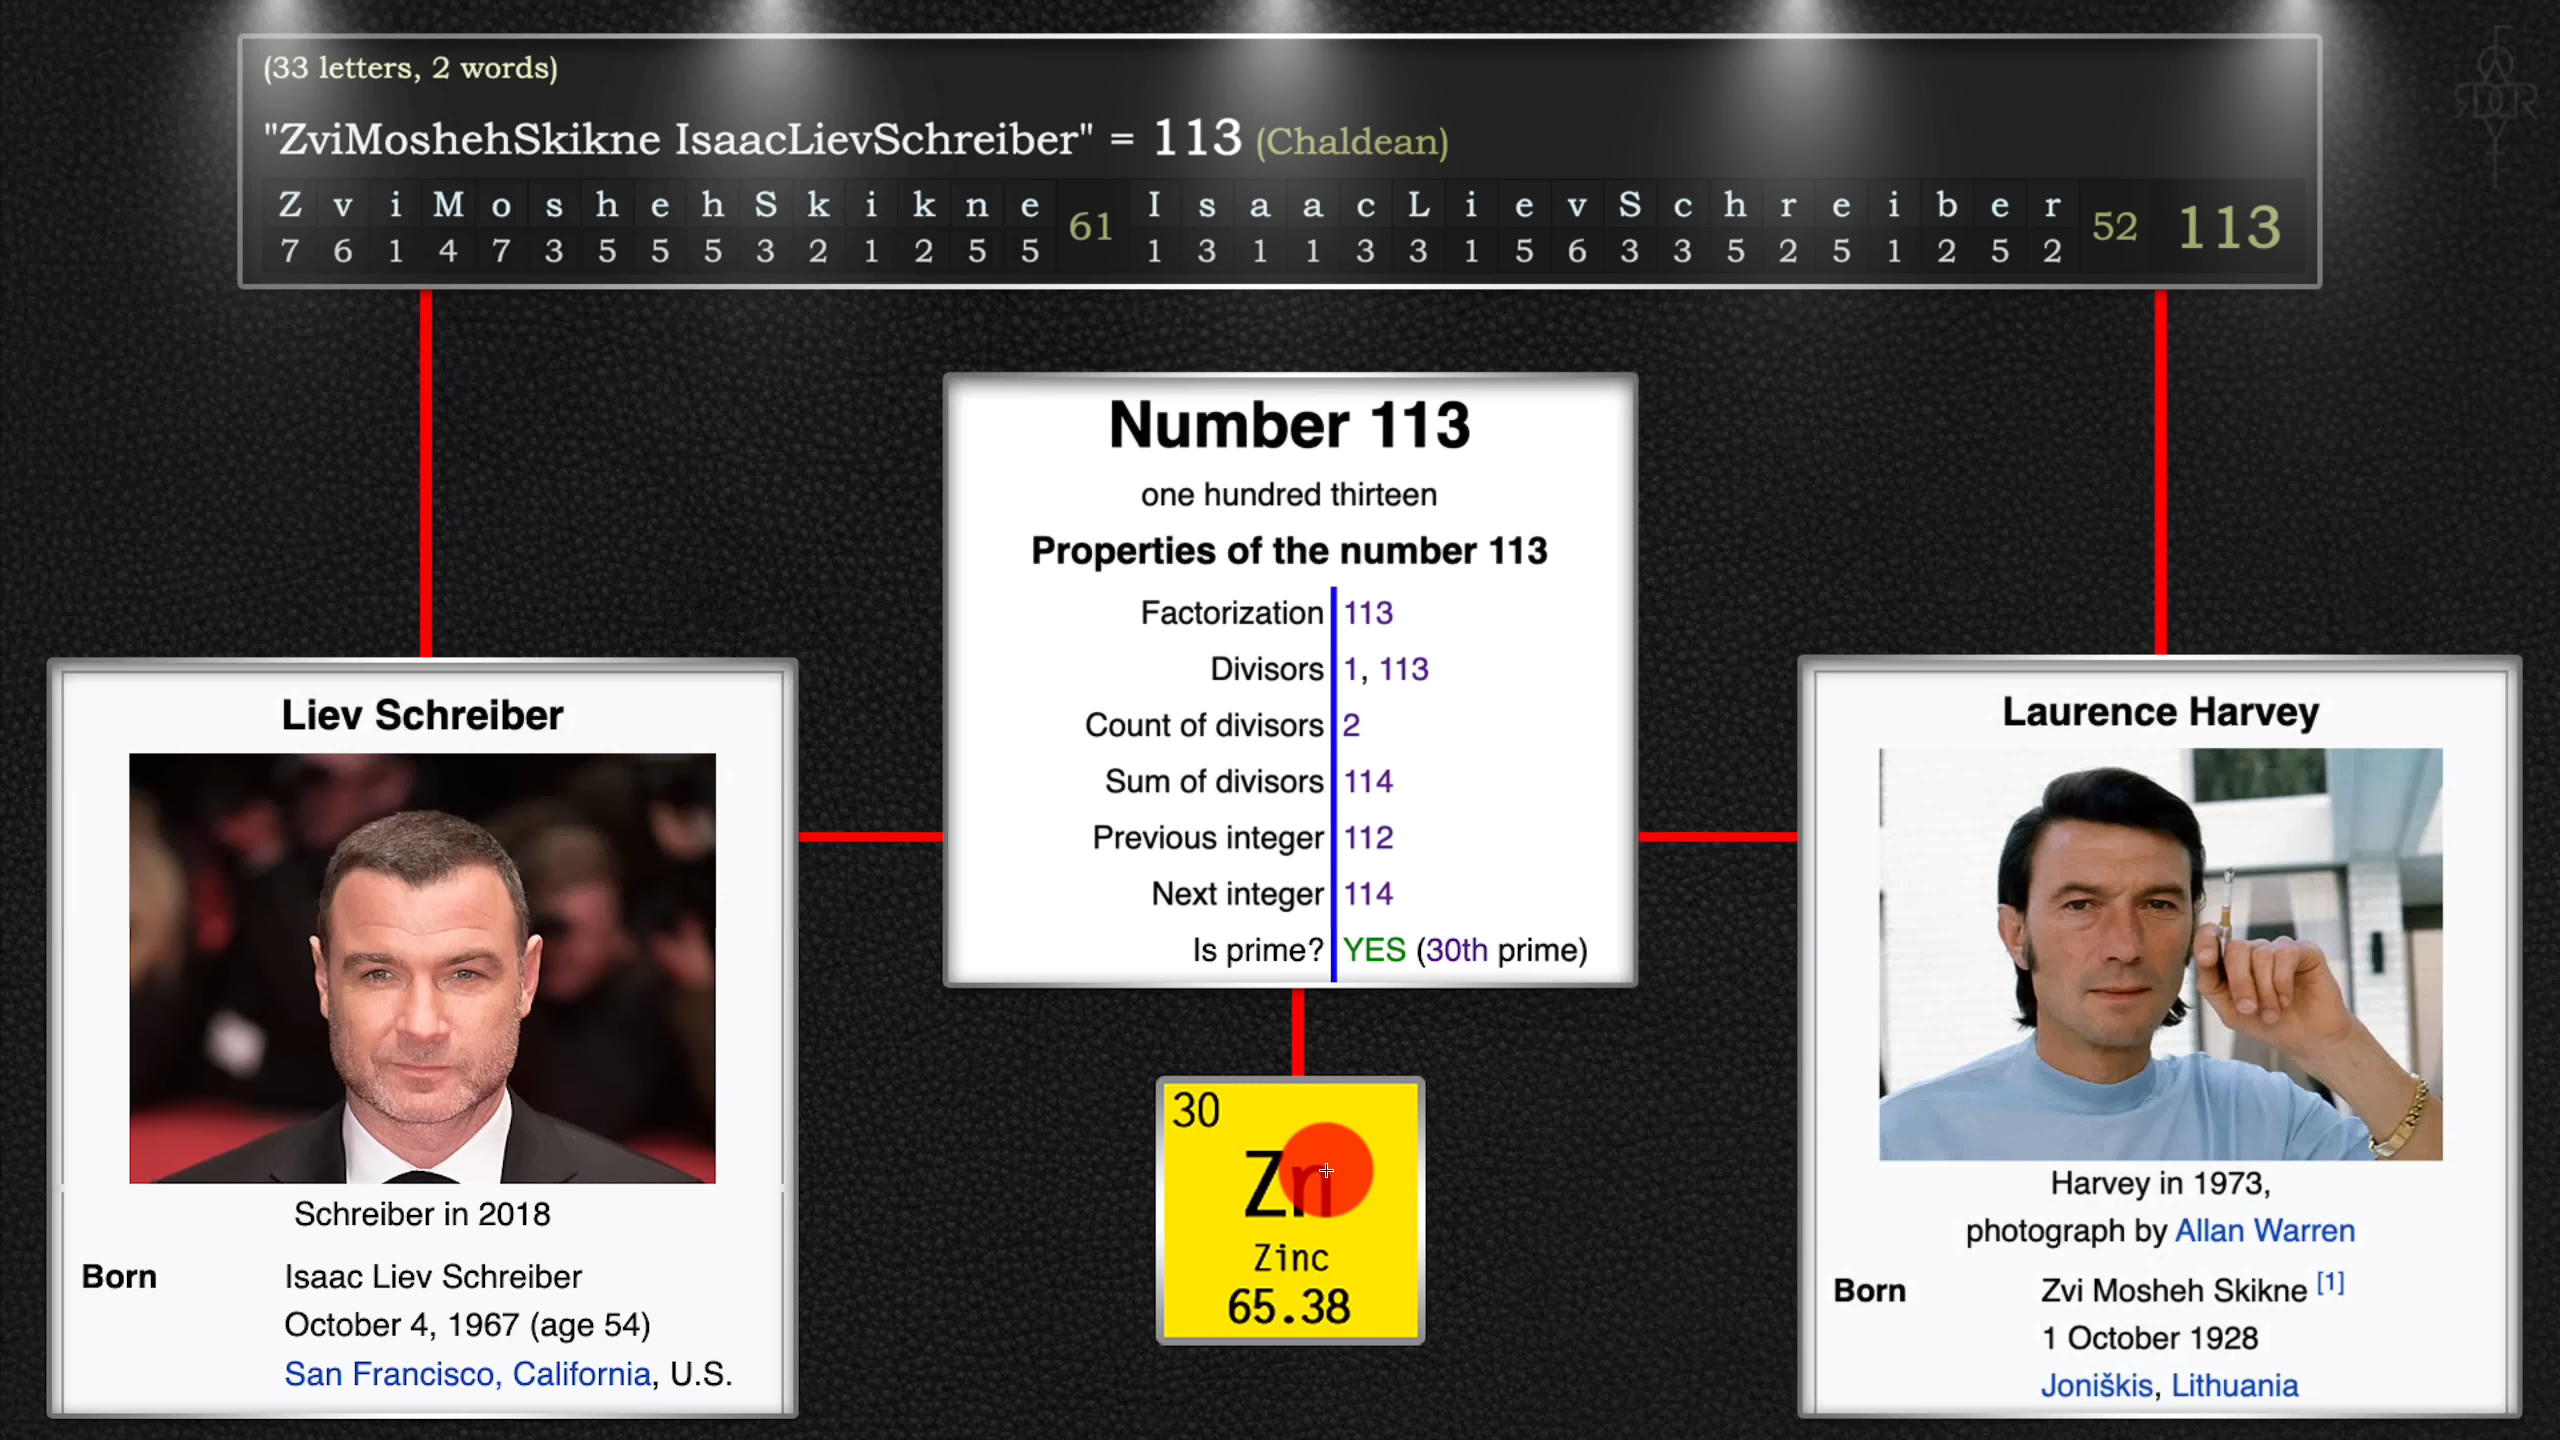 (33 letters, 2 words)
"ZviMoshehSkikne IsaacLievSchreiber" = 113 (Chaldean)
Z v i M o s h e h S k i k n e 61 I s a a c L i e v S c h r e i b e r 52 113
7 6 1 4 7 3 5 5 5 3 2 1 2 5 5 1 3 1 1 3 3 1 5 6 3 3 5 2 5 1 2 5 2
Number 113
one hundred thirteen
Properties of the number 113
Factorization 113
Divisors 1, 113
Count of divisors 2
Sum of divisors 114
Previous integer 112
Next integer 114
Is prime? YES (30th prime)
Liev Schreiber
Schreiber in 2018
Born Isaac Liev Schreiber
October 4, 1967 (age 54)
San Francisco, California, U.S.
30
Zn
Zinc
65.38
Laurence Harvey
Harvey in 1973,
photograph by Allan Warren
Born Zvi Mosheh Skikne [1]
1 October 1928
Joniškis, Lithuania